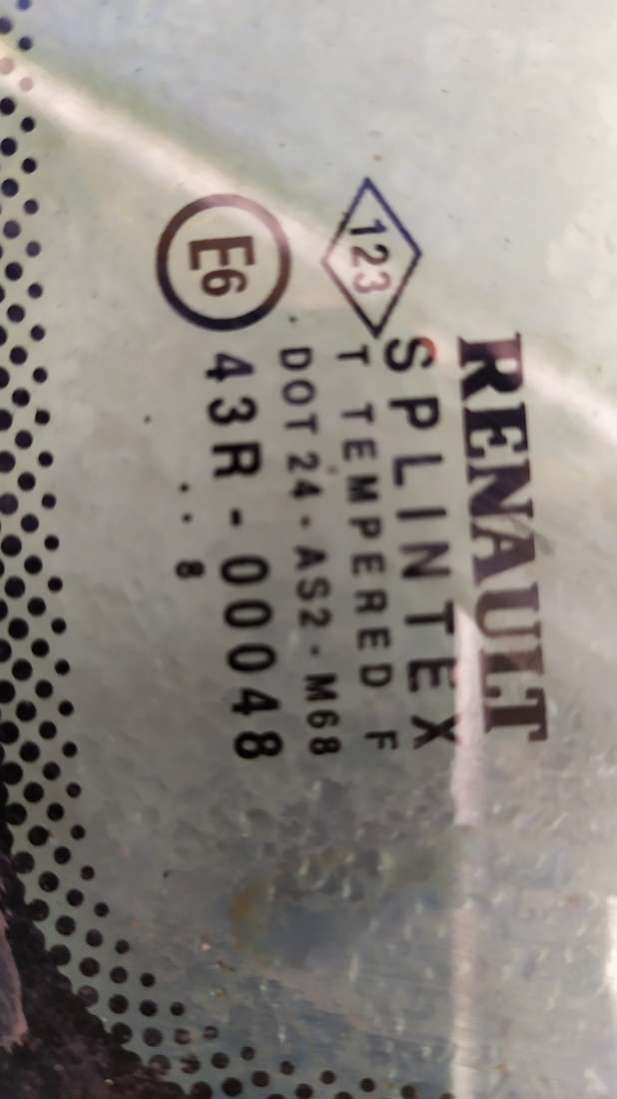 RENAULT
123
SPLINTEX
T TEMPERED F
DOT 24 - AS2 - M68
E6
43R - 00048
. . 8